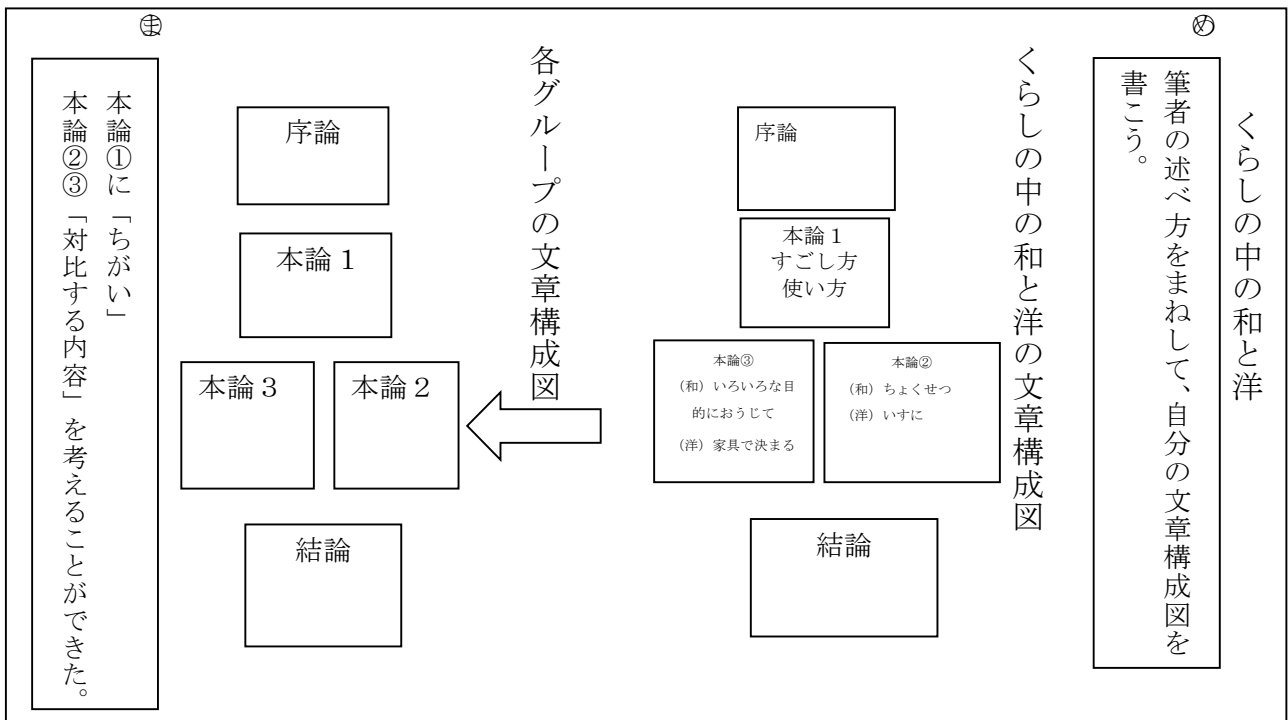 くらしの中の和と洋
㋱
筆者の述べ方をまねして、自分の文章構成図を
書こう。
くらしの中の和と洋の文章構成図
序論
本論１
すごし方
使い方
本論②
（和）ちょくせつ
（洋）いすに
本論③
（和）いろいろな目
的におうじて
（洋）家具で決まる
結論
各グループの文章構成図
序論
本論１
本論２
本論３
結論
㋮
本論①に「ちがい」
本論②③「対比する内容」を考えることができた。